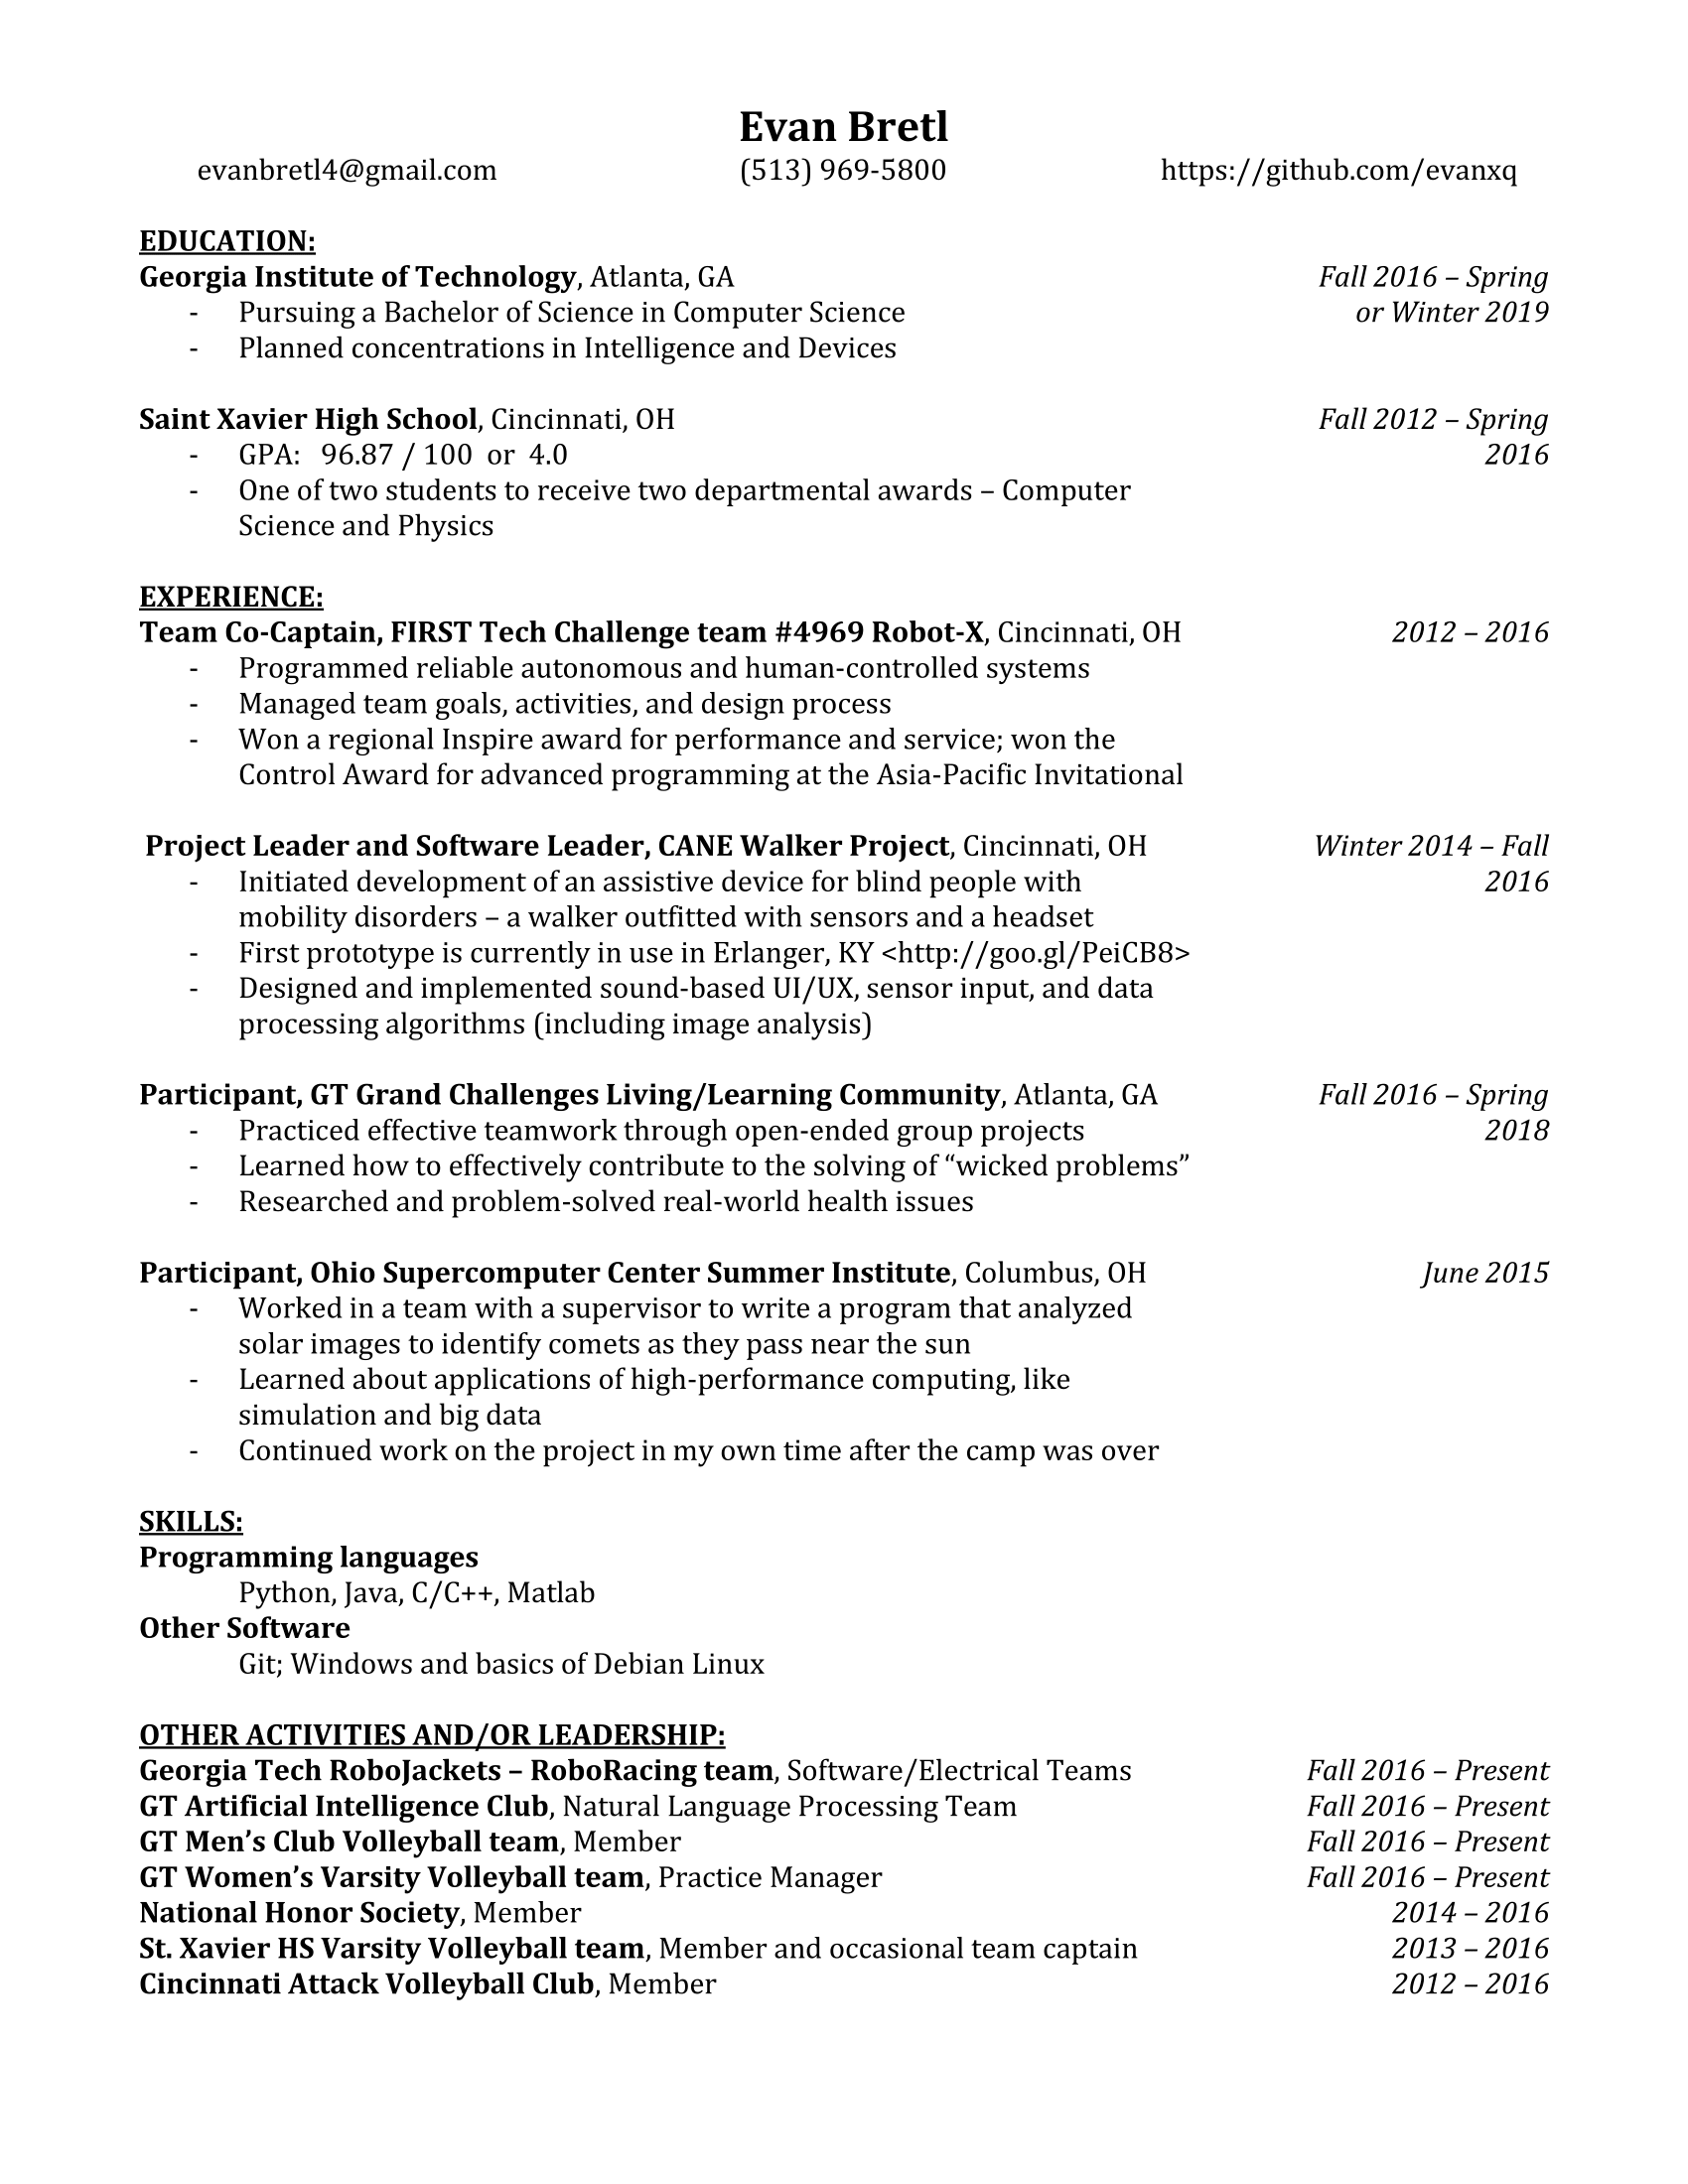 Evan Bretl
evanbretl4@gmail.com (513) 969-5800 https://github.com/evanxq
EDUCATION:
Georgia Institute of Technology, Atlanta, GA Fall 2016 – Spring
- Pursuing a Bachelor of Science in Computer Science or Winter 2019
- Planned concentrations in Intelligence and Devices
Saint Xavier High School, Cincinnati, OH Fall 2012 – Spring
- GPA: 96.87 / 100 or 4.0 2016
- One of two students to receive two departmental awards – Computer
Science and Physics
EXPERIENCE:
Team Co-Captain, FIRST Tech Challenge team #4969 Robot-X, Cincinnati, OH 2012 – 2016
- Programmed reliable autonomous and human-controlled systems
- Managed team goals, activities, and design process
- Won a regional Inspire award for performance and service; won the
Control Award for advanced programming at the Asia-Pacific Invitational
Project Leader and Software Leader, CANE Walker Project, Cincinnati, OH Winter 2014 – Fall
- Initiated development of an assistive device for blind people with 2016
mobility disorders – a walker outfitted with sensors and a headset
- First prototype is currently in use in Erlanger, KY <http://goo.gl/PeiCB8>
- Designed and implemented sound-based UI/UX, sensor input, and data
processing algorithms (including image analysis)
Participant, GT Grand Challenges Living/Learning Community, Atlanta, GA Fall 2016 – Spring
- Practiced effective teamwork through open-ended group projects 2018
- Learned how to effectively contribute to the solving of “wicked problems”
- Researched and problem-solved real-world health issues
Participant, Ohio Supercomputer Center Summer Institute, Columbus, OH June 2015
- Worked in a team with a supervisor to write a program that analyzed
solar images to identify comets as they pass near the sun
- Learned about applications of high-performance computing, like
simulation and big data
- Continued work on the project in my own time after the camp was over
SKILLS:
Programming languages
Python, Java, C/C++, Matlab
Other Software
Git; Windows and basics of Debian Linux
OTHER ACTIVITIES AND/OR LEADERSHIP:
Georgia Tech RoboJackets – RoboRacing team, Software/Electrical Teams Fall 2016 – Present
GT Artificial Intelligence Club, Natural Language Processing Team Fall 2016 – Present
GT Men’s Club Volleyball team, Member Fall 2016 – Present
GT Women’s Varsity Volleyball team, Practice Manager Fall 2016 – Present
National Honor Society, Member 2014 – 2016
St. Xavier HS Varsity Volleyball team, Member and occasional team captain 2013 – 2016
Cincinnati Attack Volleyball Club, Member 2012 – 2016